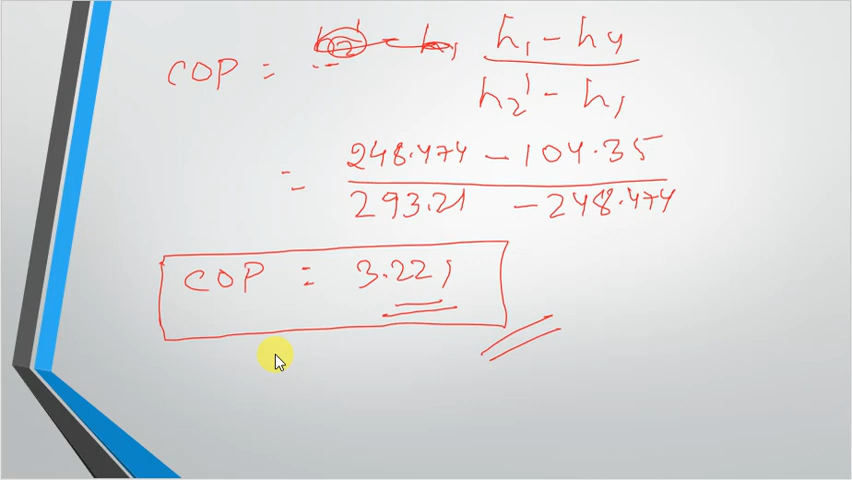 COP = h₁ - h₄
h₂' - h₁
= 248.474 - 104.35
293.21 - 248.474
COP = 3.221